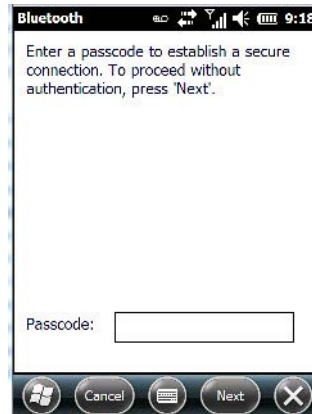 Bluetooth 9:18
Enter a passcode to establish a secure
connection. To proceed without
authentication, press 'Next'.
Passcode:
Cancel Next